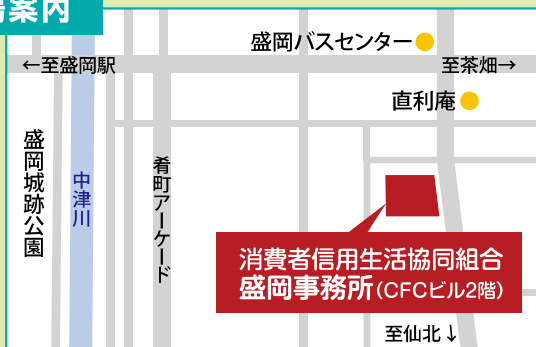 場案内
盛岡バスセンター
←至盛岡駅
至茶畑→
直利庵
盛岡城跡公園
中津川
肴町アーケード
消費者信用生活協同組合
盛岡事務所(CFCビル2階)
至仙北↓